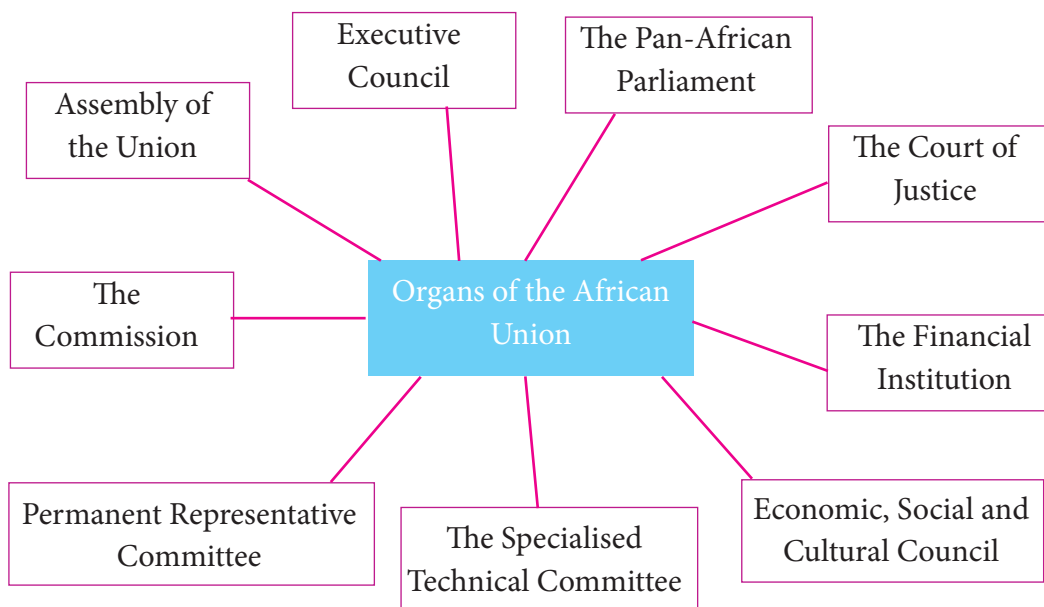 Executive
Council
The Pan-African
Parliament
Assembly of
the Union
The Court of
Justice
Organs of the African
Union
The
Commission
The Financial
Institution
Permanent Representative
Committee
The Specialised
Technical Committee
Economic, Social and
Cultural Council